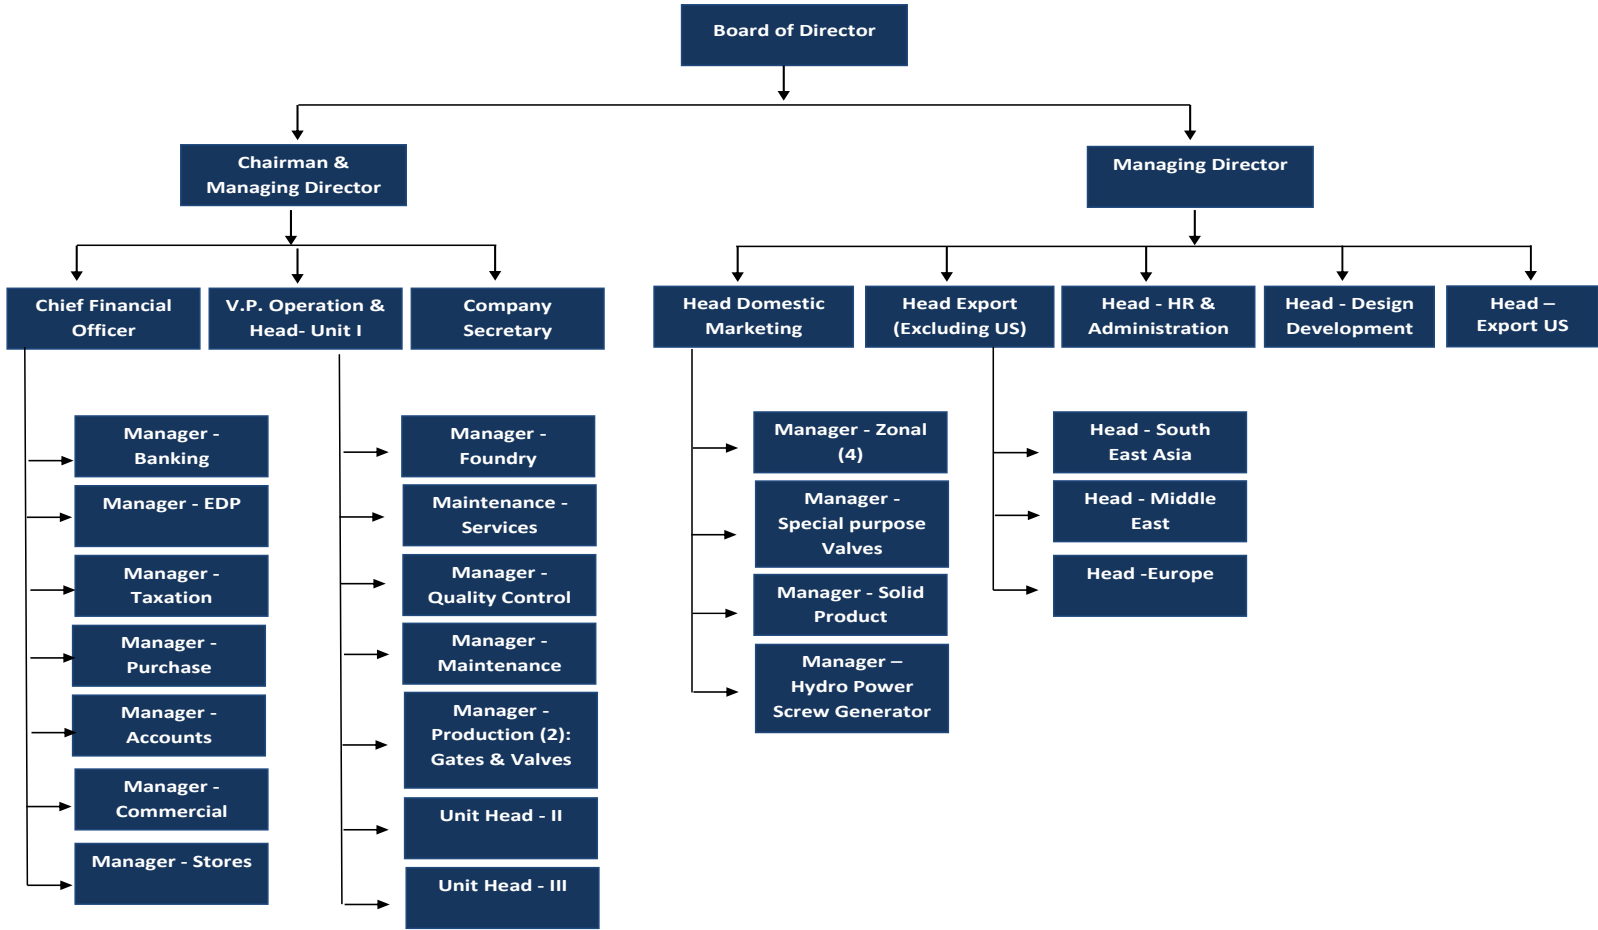 Board of Director
Chairman &
Managing Director
Managing Director
Chief Financial
Officer
V.P. Operation &
Head- Unit I
Company
Secretary
Head Domestic
Marketing
Head Export
(Excluding US)
Head - HR &
Administration
Head - Design
Development
Head –
Export US
Manager -
Banking
Manager - EDP
Manager -
Taxation
Manager -
Purchase
Manager -
Accounts
Manager -
Commercial
Manager - Stores
Manager -
Foundry
Maintenance -
Services
Manager -
Quality Control
Manager -
Maintenance
Manager -
Production (2):
Gates & Valves
Unit Head - II
Unit Head - III
Manager - Zonal
(4)
Manager -
Special purpose
Valves
Manager - Solid
Product
Manager –
Hydro Power
Screw Generator
Head - South
East Asia
Head - Middle
East
Head -Europe